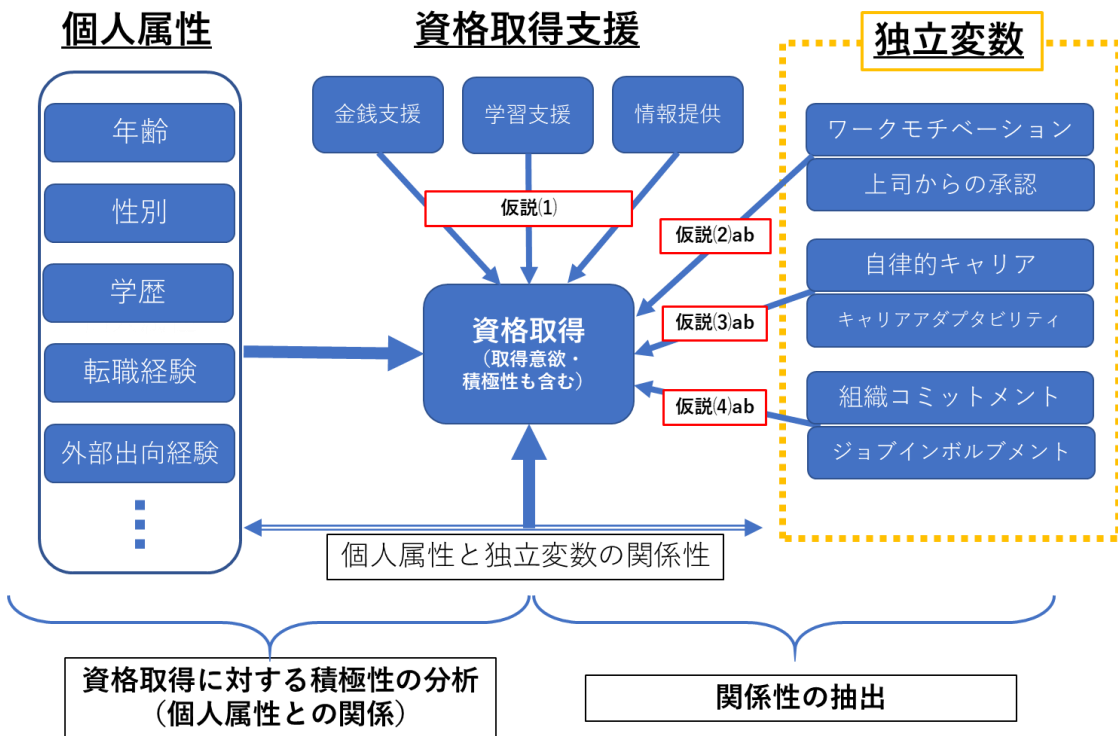 個人属性
資格取得支援
独立変数
年齢
性別
学歴
転職経験
外部出向経験
金銭支援
学習支援
情報提供
仮説(1)
ワークモチベーション
上司からの承認
仮説(2)ab
自律的キャリア
キャリアアダプタビリティ
仮説(3)ab
組織コミットメント
ジョブインボルブメント
仮説(4)ab
資格取得
(取得意欲・
積極性も含む)
個人属性と独立変数の関係性
資格取得に対する積極性の分析
(個人属性との関係)
関係性の抽出